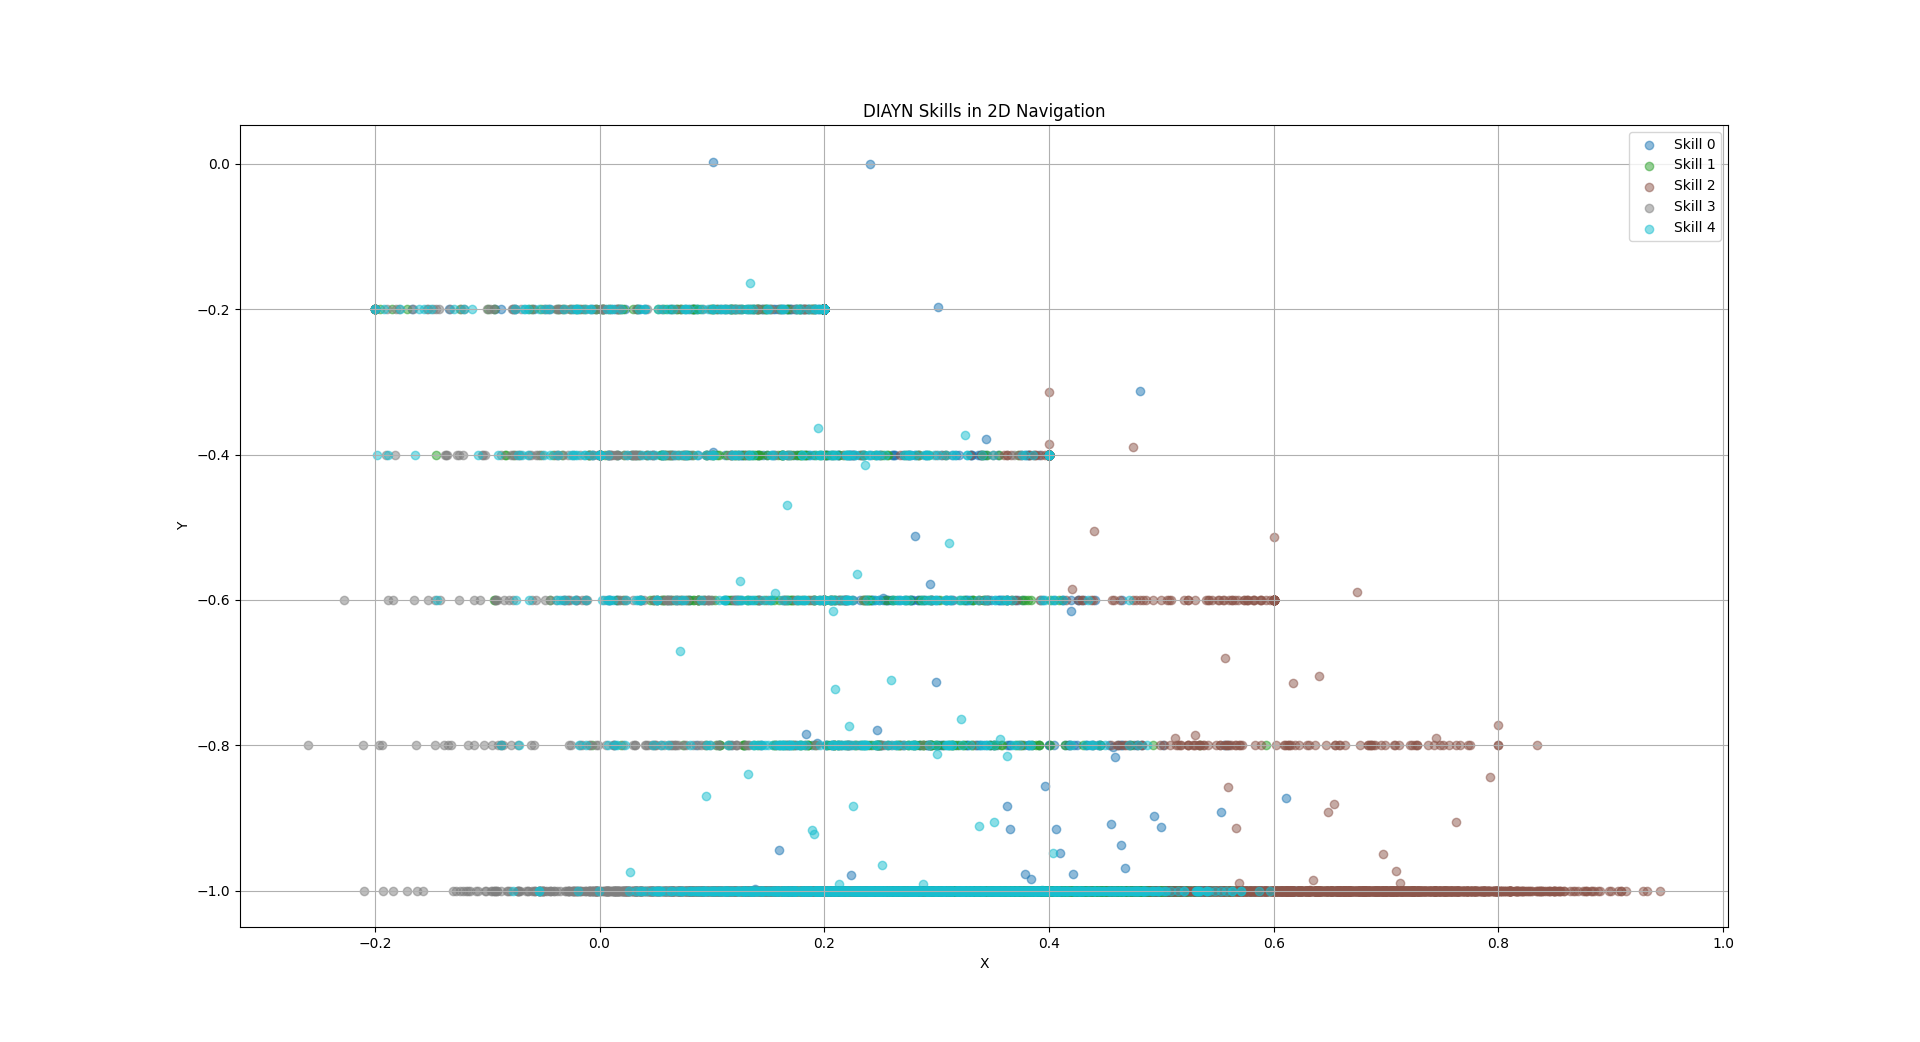 DIAYN Skills in 2D Navigation
Skill 0
Skill 1
Skill 2
Skill 3
Skill 4
0.0
−0.2
−0.4
−0.6
−0.8
−1.0
Y
−0.2 0.0 0.2 0.4 0.6 0.8 1.0
X